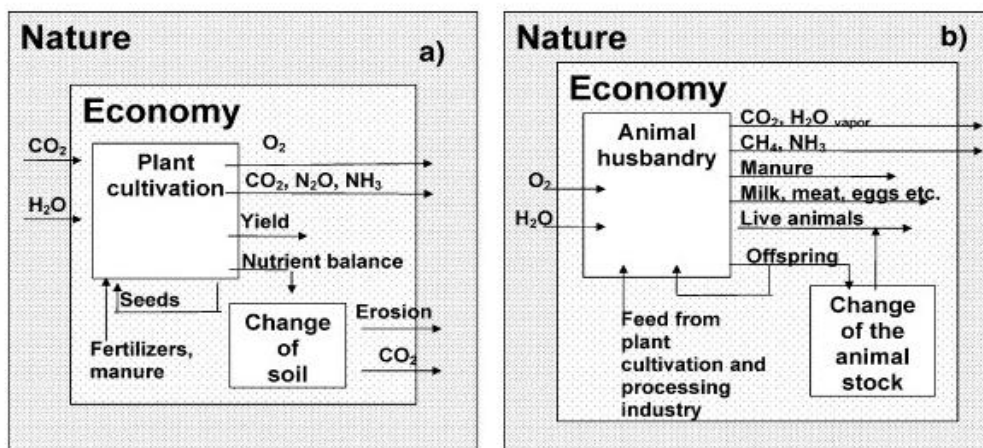 Nature
a)
Economy
CO₂
H₂O
Plant
cultivation
O₂
CO₂, N₂O, NH₃
Yield
Nutrient balance
Seeds
Fertilizers,
manure
Change
of
soil
Erosion
CO₂
Nature
b)
Economy
O₂
H₂O
Animal
husbandry
CO₂, H₂O vapor
CH₄, NH₃
Manure
Milk, meat, eggs etc.
Live animals
Offspring
Feed from
plant
cultivation and
processing
industry
Change
of the
animal
stock